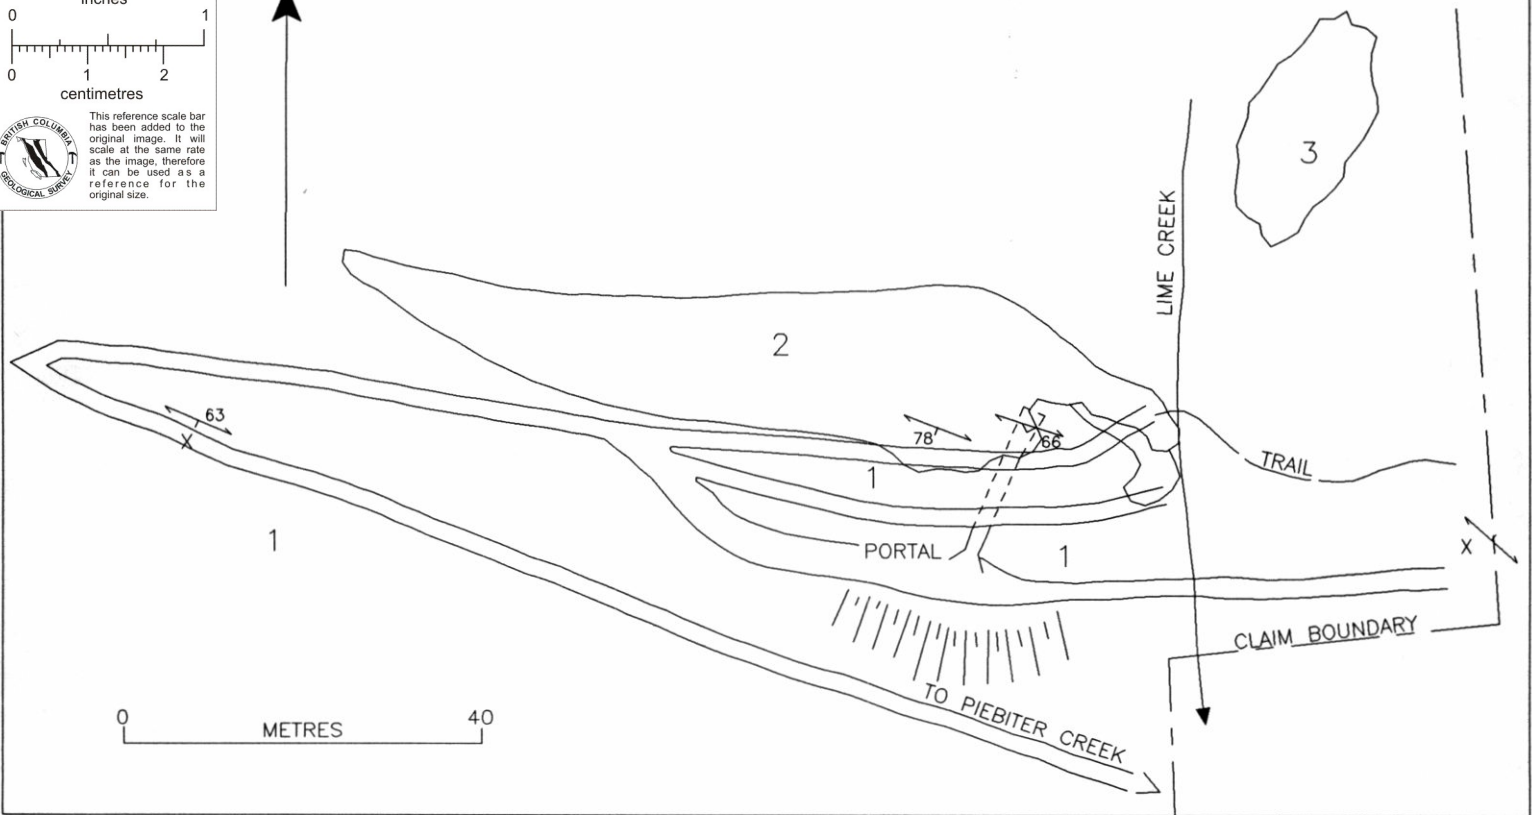 inches
0 1
0 1 2
centimetres
BRITISH COLUMBIA
GEOLOGICAL SURVEY
This reference scale bar
has been added to the
original image. It will
scale at the same rate
as the image, therefore
it can be used as a
reference for the
original size.
3
LIME CREEK
2
63
X
78
7
66
TRAIL
1
1
PORTAL
1
X
CLAIM BOUNDARY
TO PIEBITER CREEK
0 40
METRES